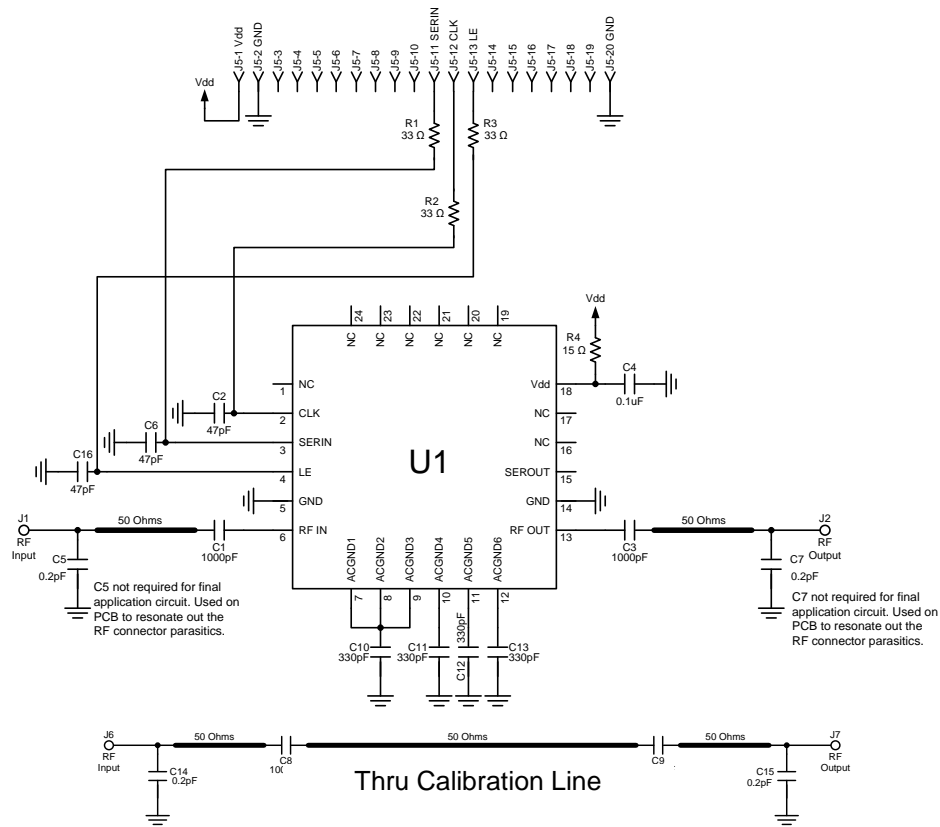 J5-1 Vdd
J5-2 GND
J5-3
J5-4
J5-5
J5-6
J5-7
J5-8
J5-9
J5-10
J5-11 SERIN
J5-12 CLK
J5-13 LE
J5-14
J5-15
J5-16
J5-17
J5-18
J5-19
J5-20 GND
Vdd
R1
33 Ω
R3
33 Ω
R2
33 Ω
Vdd
R4
15 Ω
C4
0.1uF
24
23
22
21
20
19
NC
NC
NC
NC
NC
NC
1
NC
2
CLK
3
SERIN
4
LE
5
GND
6
RF IN
U1
Vdd
18
NC
17
NC
16
SEROUT
15
GND
14
RF OUT
13
ACGND1
ACGND2
ACGND3
ACGND4
ACGND5
ACGND6
7
8
9
10
11
12
C2
47pF
C6
47pF
C16
47pF
J1
RF
Input
50 Ohms
C1
1000pF
C5
0.2pF
C5 not required for final
application circuit. Used on
PCB to resonate out the
RF connector parasitics.
C3
1000pF
50 Ohms
J2
RF
Output
C7
0.2pF
C7 not required for final
application circuit. Used on
PCB to resonate out the
RF connector parasitics.
C10
330pF
C11
330pF
330pF
C12
C13
330pF
J6
RF
Input
50 Ohms
C8
50 Ohms
C9
50 Ohms
J7
RF
Output
C14
0.2pF
C15
0.2pF
Thru Calibration Line